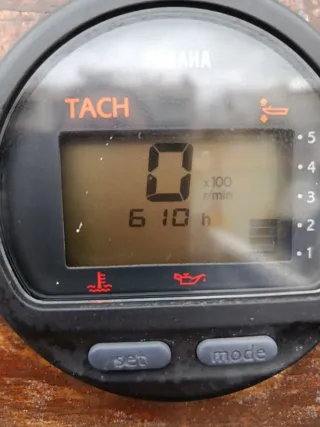 YAMAHA
TACH
5
4
0
x100
r/min
3
610 h
2
1
set
mode